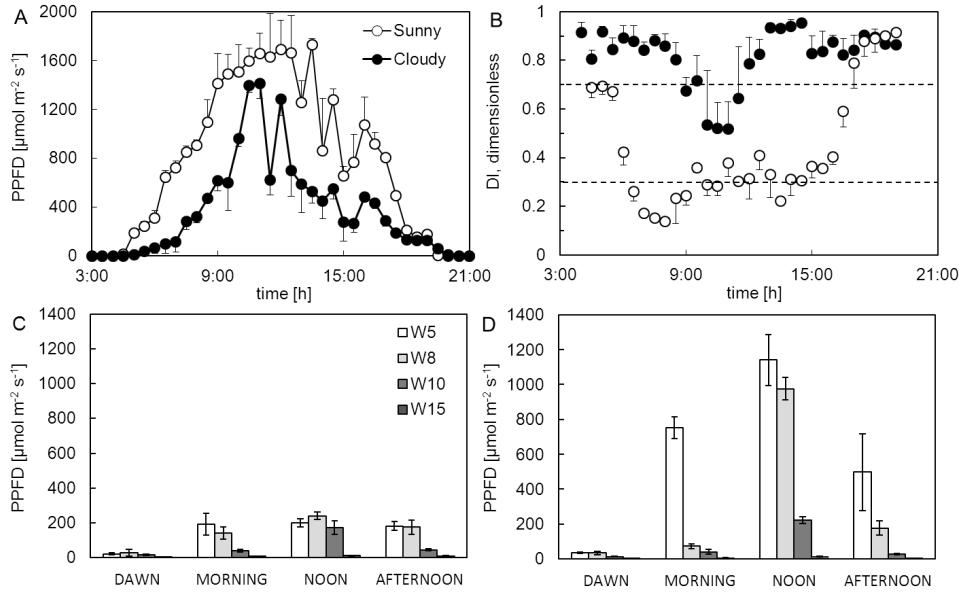 A
Sunny
Cloudy
PPFD [µmol m-2 s-1]
2000
1600
1200
800
400
0
3:00 9:00 15:00 21:00
time [h]
B
DI, dimensionless
1
0.8
0.6
0.4
0.2
0
3:00 9:00 15:00 21:00
time [h]
C
W5
W8
W10
W15
PPFD [µmol m-2 s-1]
1400
1200
1000
800
600
400
200
0
DAWN MORNING NOON AFTERNOON
D
PPFD [µmol m-2 s-1]
1400
1200
1000
800
600
400
200
0
DAWN MORNING NOON AFTERNOON